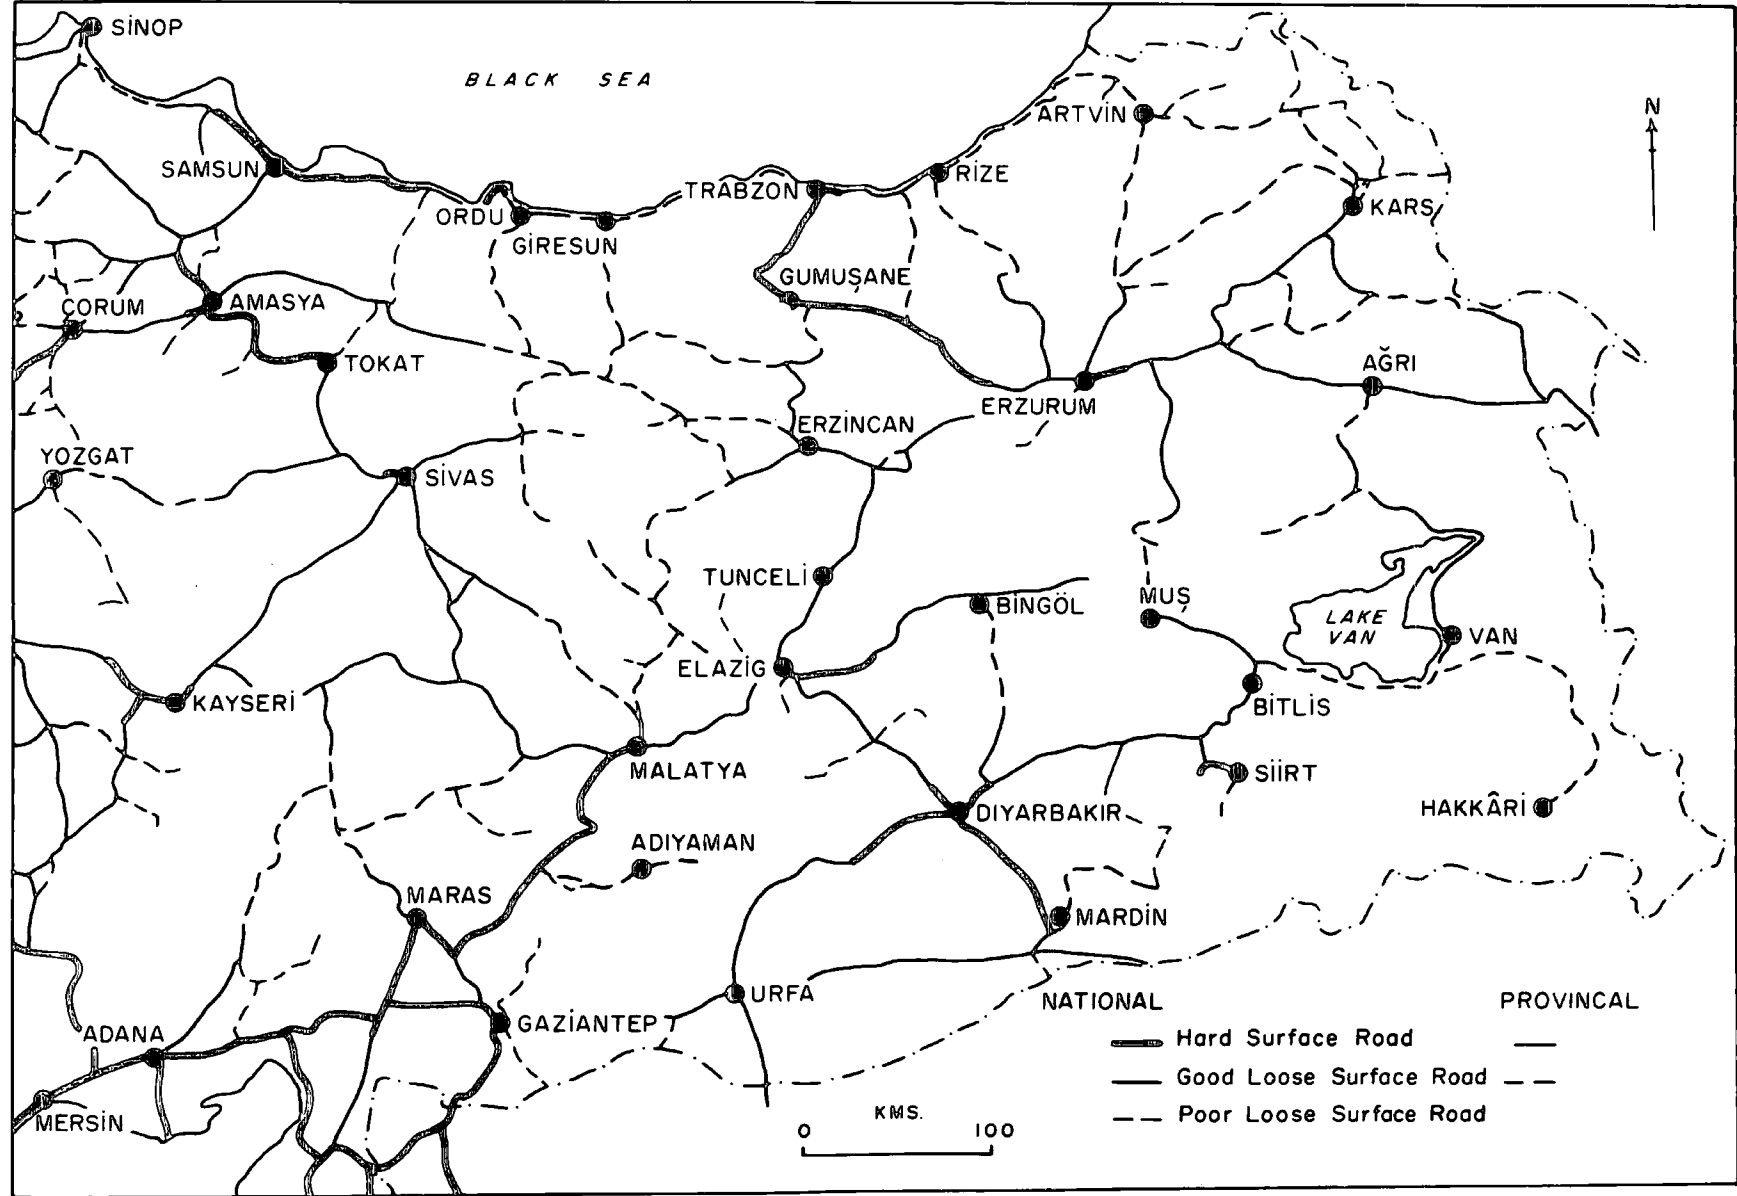 SİNOP
BLACK SEA
N
ARTVİN
SAMSUN
RİZE
TRABZON
ORDU
KARS
GİRESUN
GUMUŞANE
ÇORUM
AMASYA
TOKAT
AĞRI
ERZURUM
ERZİNCAN
YOZGAT
SİVAS
TUNCELİ
BİNGÖL
MUŞ
LAKE
VAN
VAN
ELAZIĞ
KAYSERİ
BİTLİS
MALATYA
SİİRT
HAKKÂRİ
DIYARBAKIR
ADIYAMAN
MARAS
MARDİN
URFA
NATIONAL PROVINCAL
GAZİANTEP
ADANA
Hard Surface Road
Good Loose Surface Road
Poor Loose Surface Road
MERSİN
KMS.
0 100